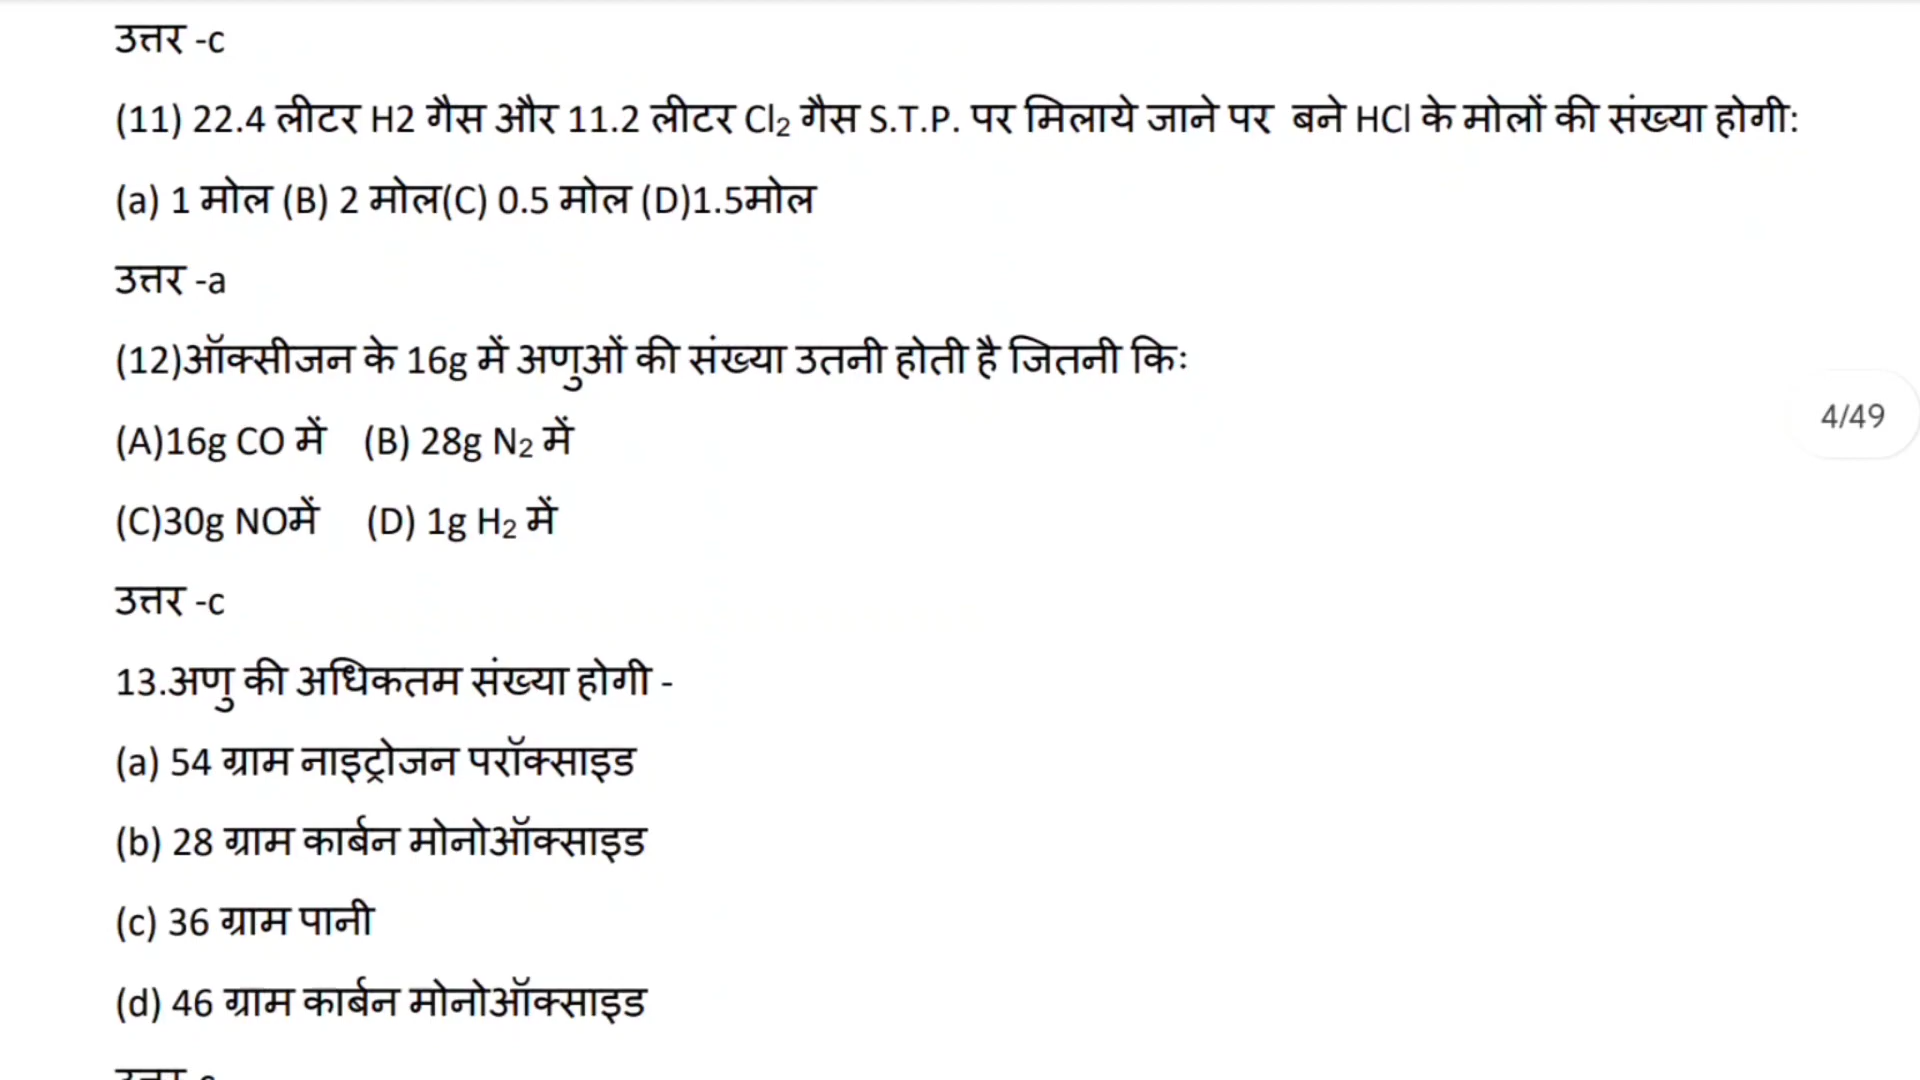 उत्तर -c
(11) 22.4 लीटर H2 गैस और 11.2 लीटर Cl₂ गैस S.T.P. पर मिलाये जाने पर बने HCl के मोलों की संख्या होगी:
(a) 1 मोल (B) 2 मोल(C) 0.5 मोल (D)1.5मोल
उत्तर -a
(12)ऑक्सीजन के 16g में अणुओं की संख्या उतनी होती है जितनी किः
(A)16g CO में (B) 28g N₂ में
(C)30g NOमें (D) 1g H₂ में
उत्तर -c
13.अणु की अधिकतम संख्या होगी -
(a) 54 ग्राम नाइट्रोजन परॉक्साइड
(b) 28 ग्राम कार्बन मोनोऑक्साइड
(c) 36 ग्राम पानी
(d) 46 ग्राम कार्बन मोनोऑक्साइड
4/49